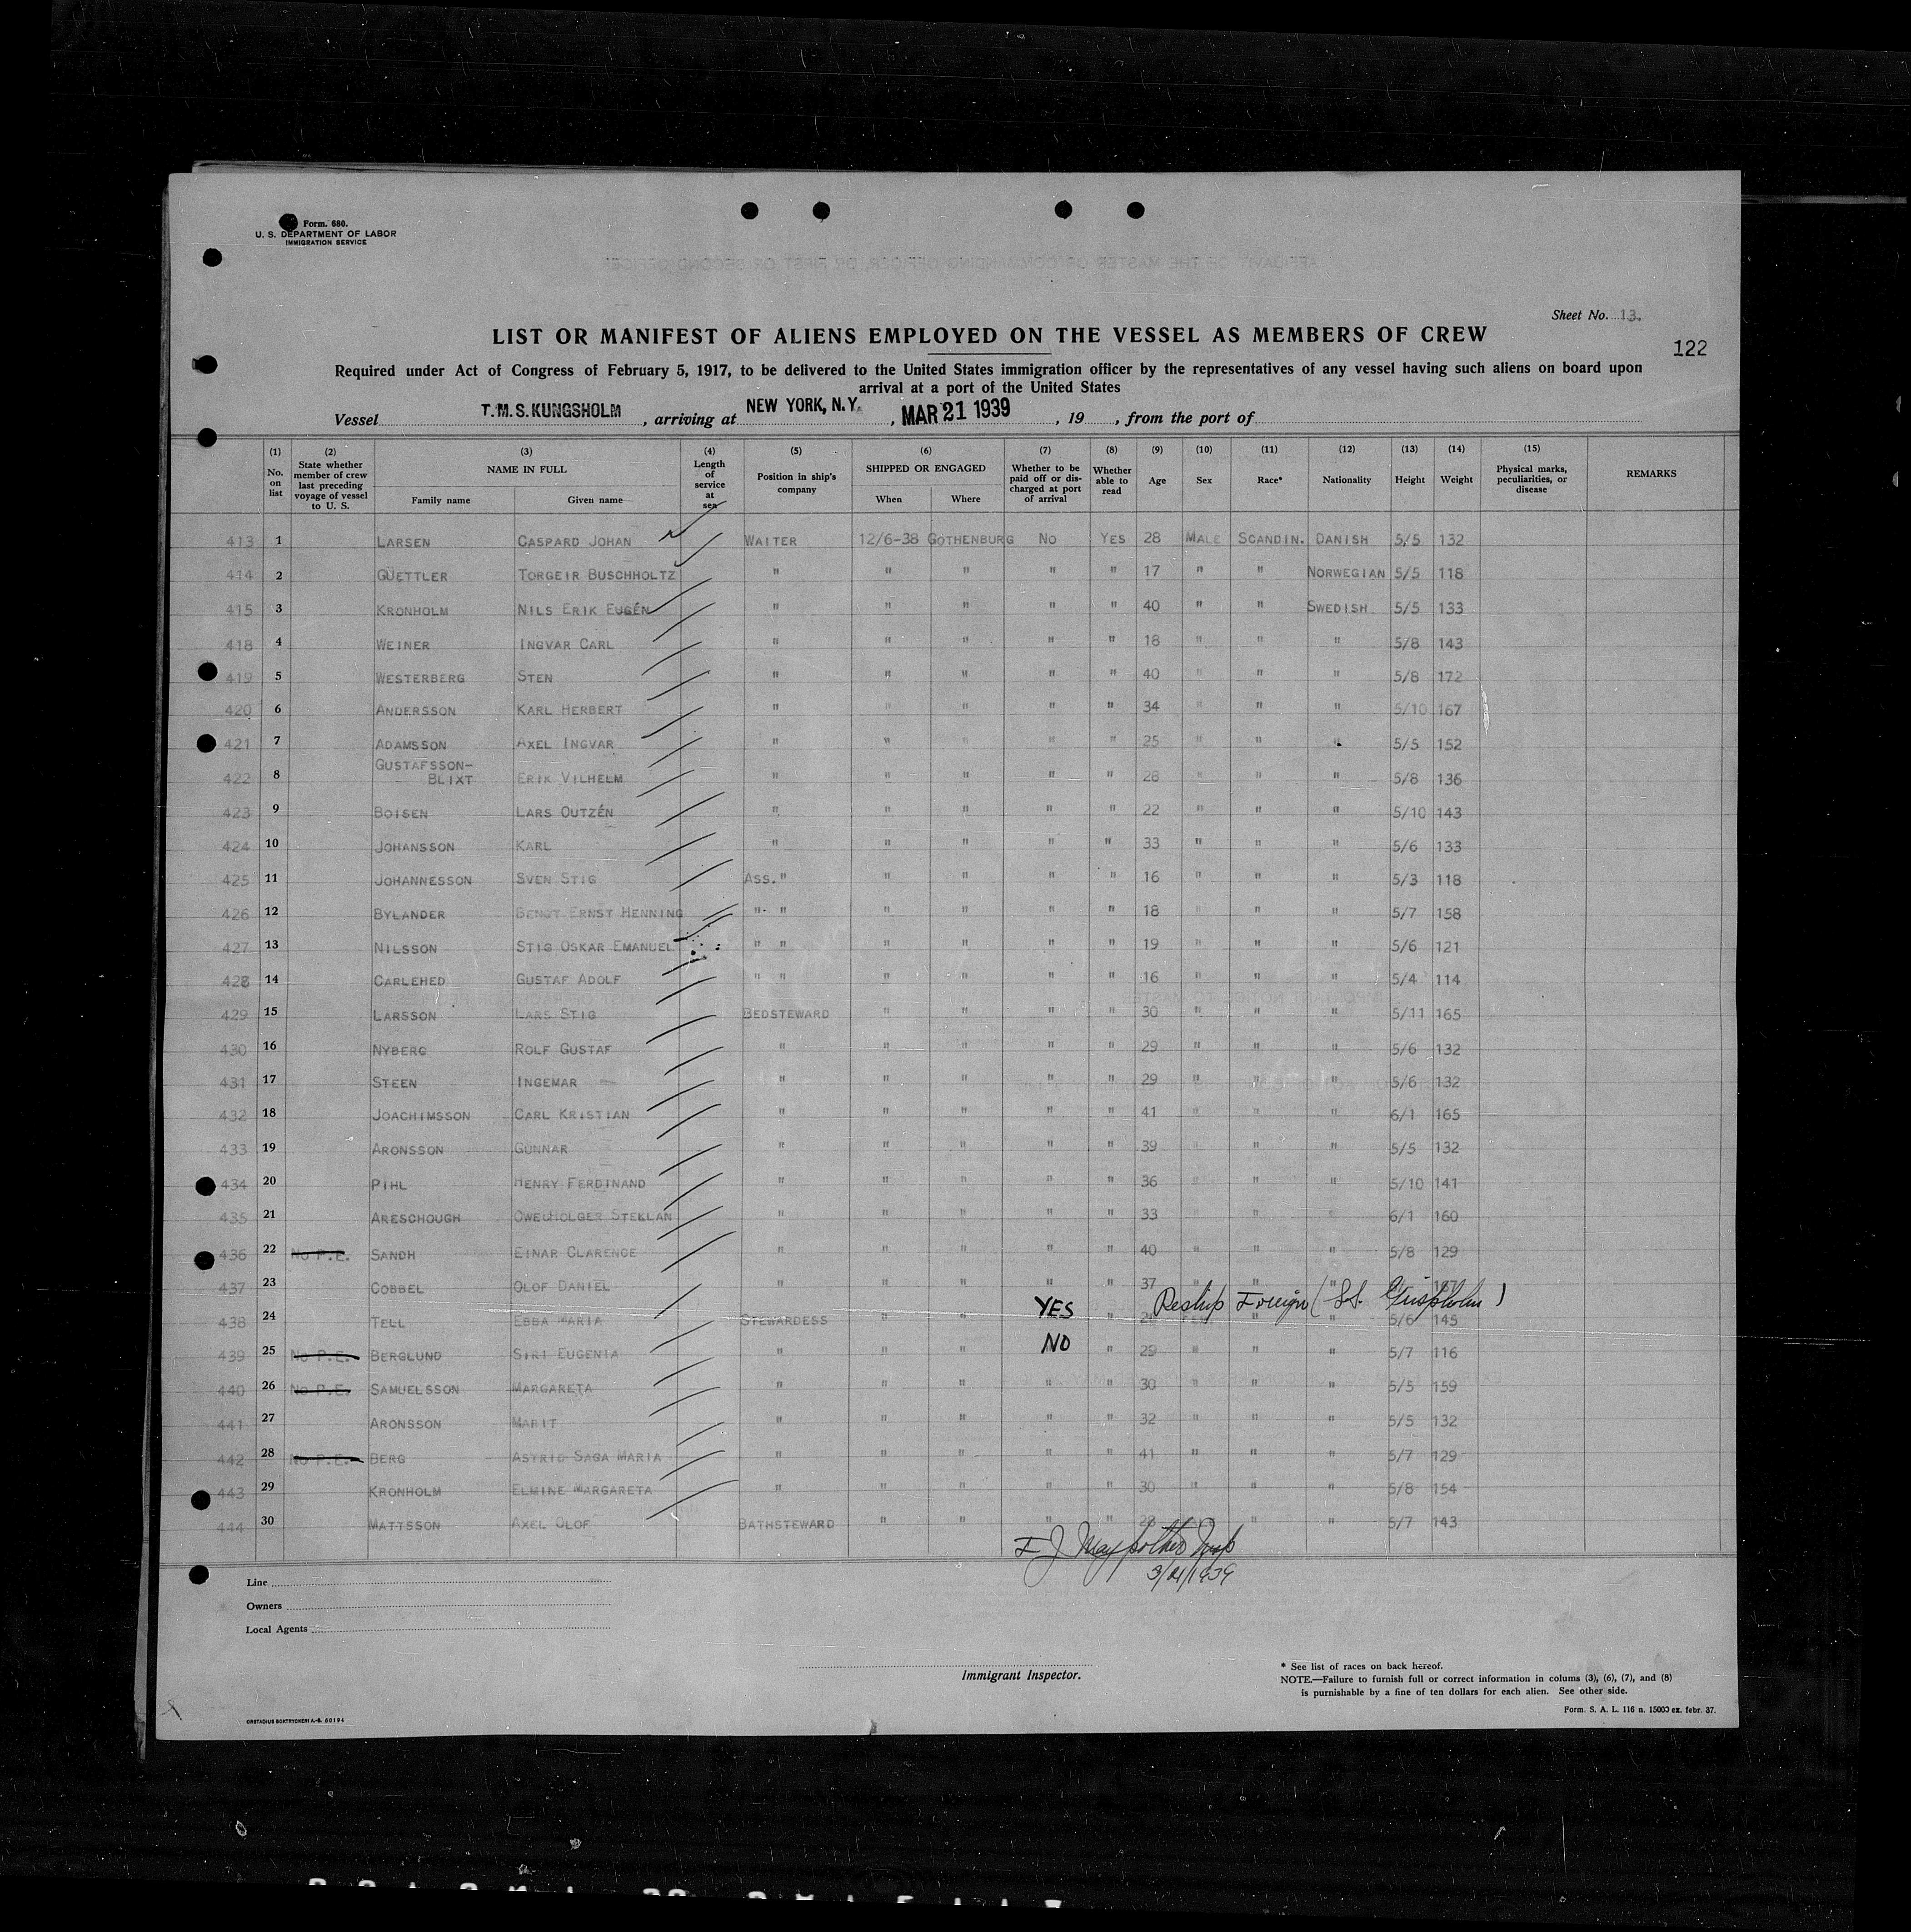 Form. 680.
U. S. DEPARTMENT OF LABOR
IMMIGRATION SERVICE
Sheet No. 13.
LIST OR MANIFEST OF ALIENS EMPLOYED ON THE VESSEL AS MEMBERS OF CREW
122
Required under Act of Congress of February 5, 1917, to be delivered to the United States immigration officer by the representatives of any vessel having such aliens on board upon
arrival at a port of the United States
Vessel T.M.S. KUNGSHOLM, arriving at NEW YORK, N.Y., MAR 21 1939, 19 , from the port of
(1) No. on list (2) State whether member of crew last preceding voyage of vessel to U. S. (3) NAME IN FULL Family name Given name (4) Length of service at sea (5) Position in ship's company (6) SHIPPED OR ENGAGED When Where (7) Whether to be paid off or discharged at port of arrival (8) Whether able to read (9) Age (10) Sex (11) Race* (12) Nationality (13) Height (14) Weight (15) Physical marks, peculiarities, or disease REMARKS
413 1 LARSEN CASPARD JOHAN WAITER 12/6-38 GOTHENBURG NO YES 28 MALE SCANDIN. DANISH 5/5 132
414 2 GÜETTLER TORGEIR BUSCHHOLTZ " " " " " 17 " " NORWEGIAN 5/5 118
415 3 KRONHOLM NILS ERIK EUGÉN " " " " " 40 " " SWEDISH 5/5 133
418 4 WEINER INGVAR CARL " " " " " 18 " " " 5/8 143
419 5 WESTERBERG STEN " " " " " 40 " " " 5/8 172
420 6 ANDERSSON KARL HERBERT " " " " " 34 " " " 5/10 167
421 7 ADAMSSON AXEL INGVAR " " " " " 25 " " " 5/5 152
422 8 GUSTAFSSON-BLIXT ERIK VILHELM " " " " " 28 " " " 5/8 136
423 9 BOISEN LARS OUTZÉN " " " " " 22 " " " 5/10 143
424 10 JOHANSSON KARL " " " " " 33 " " " 5/6 133
425 11 JOHANNESSON SVEN STIG ASS. " " " " " 16 " " " 5/3 118
426 12 BYLANDER BENGT ERNST HENNING " " " " " " 18 " " " 5/7 158
427 13 NILSSON STIG OSKAR EMANUEL " " " " " " 19 " " " 5/6 121
428 14 CARLEHED GUSTAF ADOLF " " " " " " 16 " " " 5/4 114
429 15 LARSSON LARS STIG BEDSTEWARD " " " " 30 " " " 5/11 165
430 16 NYBERG ROLF GUSTAF " " " " " 29 " " " 5/6 132
431 17 STEEN INGEMAR " " " " " 29 " " " 5/6 132
432 18 JOACHIMSSON CARL KRISTIAN " " " " " 41 " " " 6/1 165
433 19 ARONSSON GUNNAR " " " " " 39 " " " 5/5 132
434 20 PIHL HENRY FERDINAND " " " " " 36 " " " 5/10 141
435 21 ARESCHOUGH HOLGER " " " " " 33 " " " 6/1 160
436 22 No P.E. SANDH EINAR CLARENCE " " " " " 40 " " " 5/8 129
437 23 COBBEL OLOF DANIEL " " " " " 37 " " "
438 24 TELL EBBA MARIA STEWARDESS " " YES " Reship Foreign (S.S. Gripsholm) 5/6 145
439 25 No P.E. BERGLUND SIRI EUGENIA " " " NO " 29 " " " 5/7 116
440 26 No P.E. SAMUELSSON MARGARETA " " " " " 30 " " " 5/5 159
441 27 ARONSSON MARIT " " " " " 32 " " " 5/5 132
442 28 No P.E. BERG ASTRID SAGA MARIA " " " " " 41 " " " 5/7 129
443 29 KRONHOLM ELMINE MARGARETA " " " " " 30 " " " 5/8 154
444 30 MATTSSON AXEL OLOF BATHSTEWARD " " " " 28 " " 5/7 143
3/21/1939
Line
Owners
Local Agents
Immigrant Inspector.
* See list of races on back hereof.
NOTE.—Failure to furnish full or correct information in colums (3), (6), (7), and (8)
is punishable by a fine of ten dollars for each alien. See other side.
Form. S. A. L. 116 n. 15000 ex. febr. 37.
ORSTADIUS BOKTRYCKERI A.-B. 60194